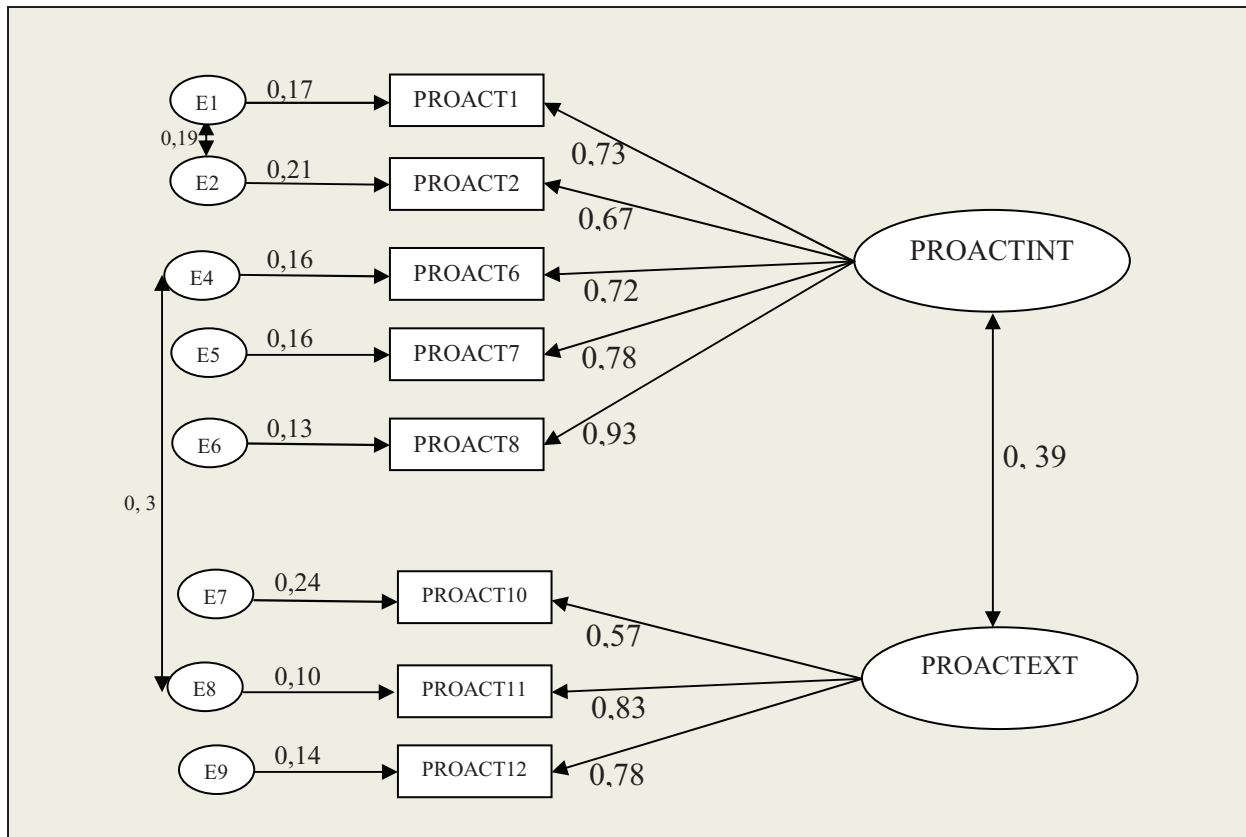 E1
0,17
PROACT1
0,19
0,73
E2
0,21
PROACT2
0,67
PROACTINT
E4
0,16
PROACT6
0,72
E5
0,16
PROACT7
0,78
E6
0,13
PROACT8
0,93
0, 39
0, 3
E7
0,24
PROACT10
0,57
PROACTEXT
E8
0,10
PROACT11
0,83
E9
0,14
PROACT12
0,78